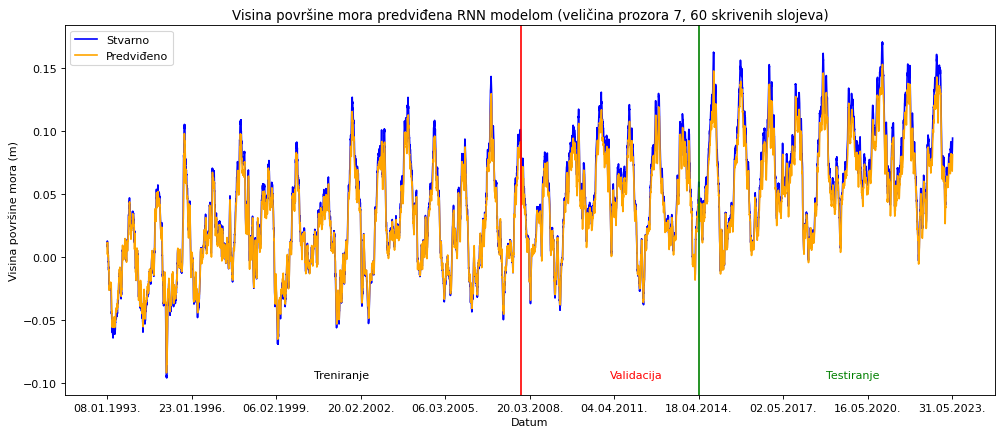 Visina površine mora predviđena RNN modelom (veličina prozora 7, 60 skrivenih slojeva)
Stvarno
Predviđeno
Visina površine mora (m)
0.15
0.10
0.05
0.00
−0.05
−0.10
Treniranje
Validacija
Testiranje
08.01.1993.
23.01.1996.
06.02.1999.
20.02.2002.
06.03.2005.
20.03.2008.
04.04.2011.
18.04.2014.
02.05.2017.
16.05.2020.
31.05.2023.
Datum